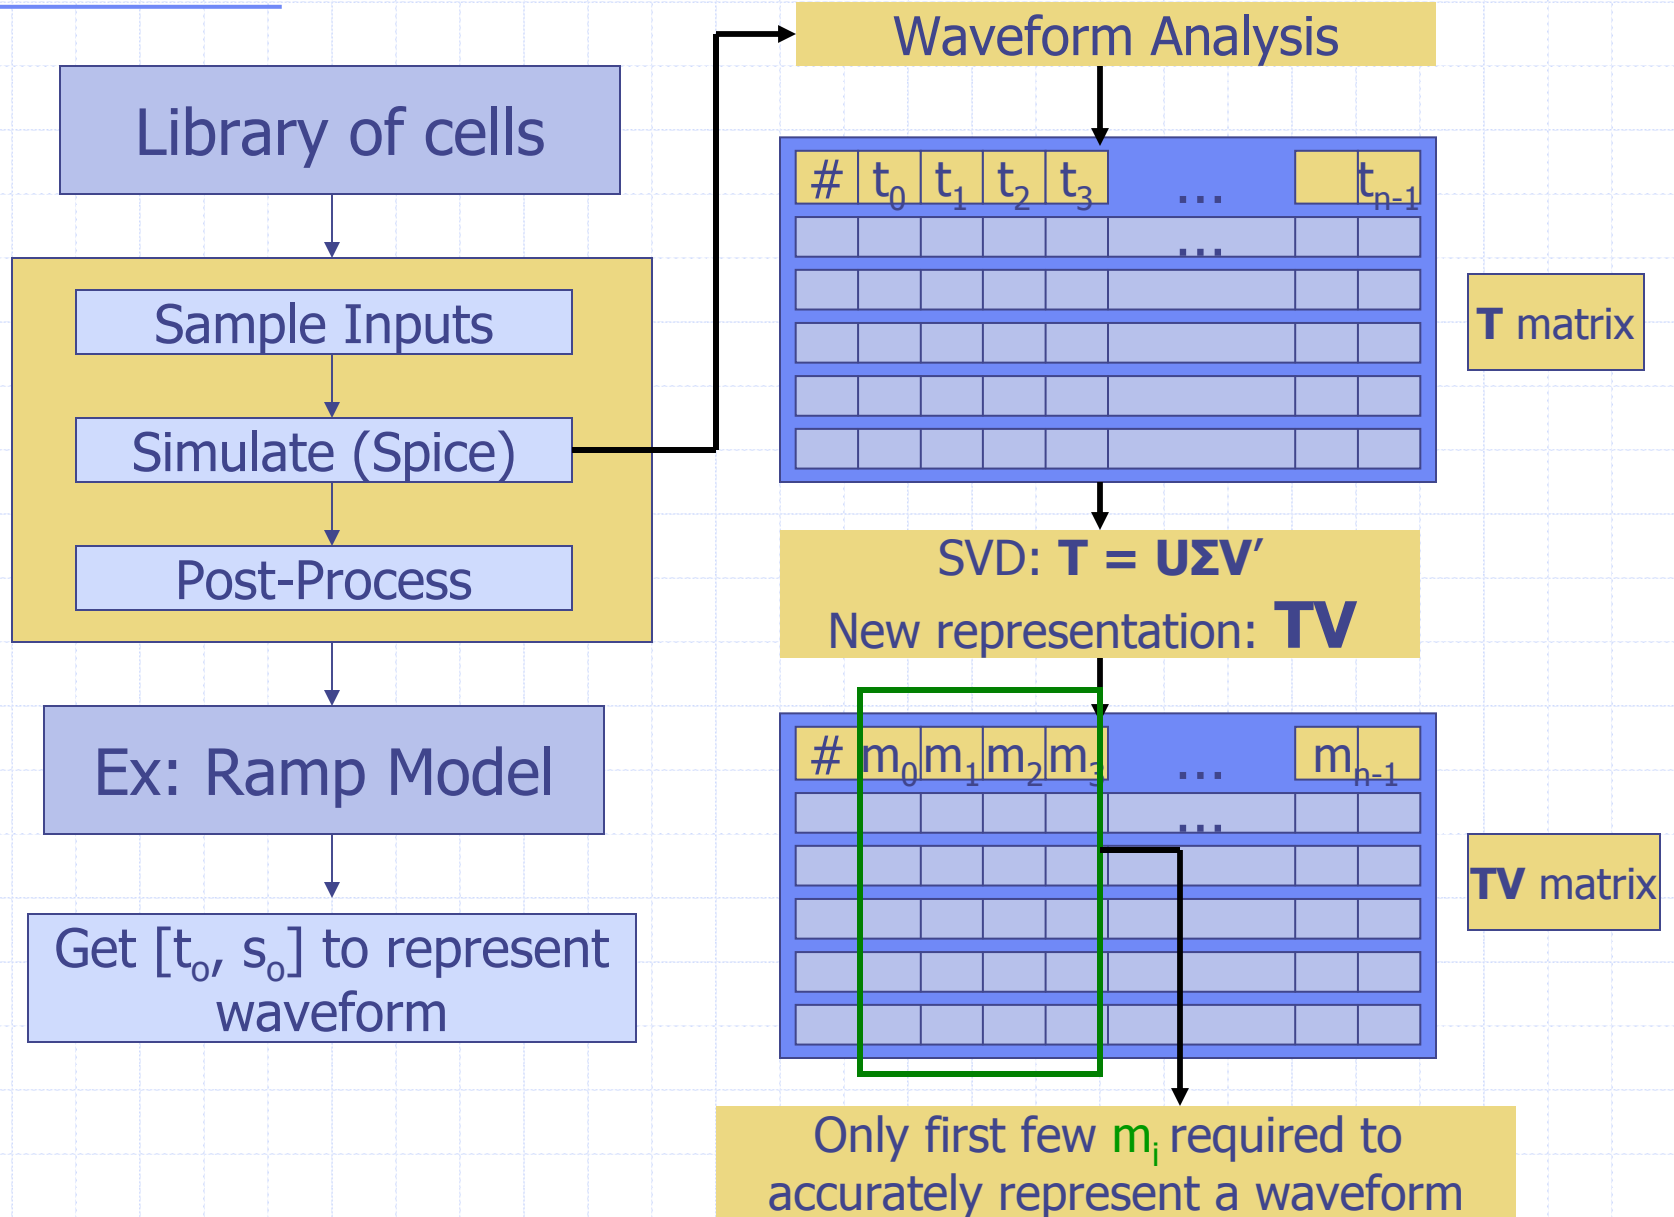 Library of cells
Sample Inputs
Simulate (Spice)
Post-Process
Ex: Ramp Model
Get [to, so] to represent
waveform
Waveform Analysis
# t0 t1 t2 t3 ... tn-1
...
T matrix
SVD: T = UΣV′
New representation: TV
# m0 m1 m2 m3 ... mn-1
...
TV matrix
Only first few mi required to
accurately represent a waveform